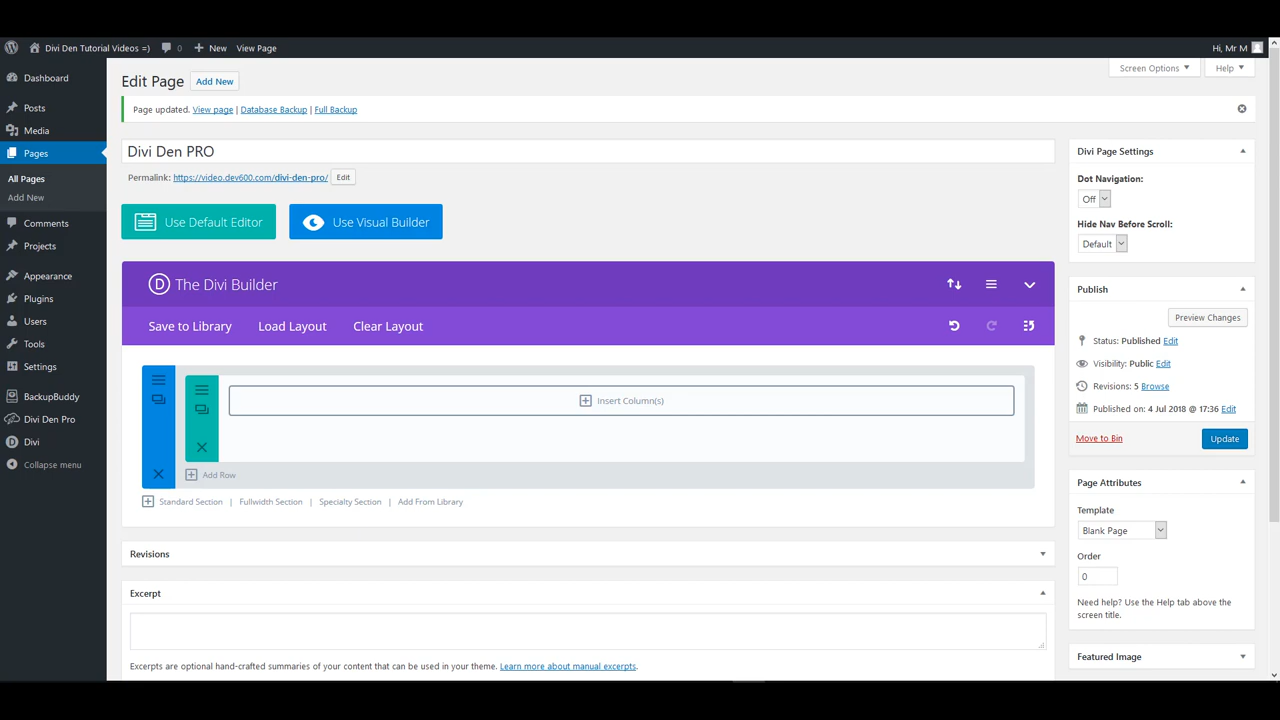 Divi Den Tutorial Videos =) 0 New View Page Hi, Mr M
Dashboard
Posts
Media
Pages
All Pages
Add New
Comments
Projects
Appearance
Plugins
Users
Tools
Settings
BackupBuddy
Divi Den Pro
Divi
Collapse menu
Screen Options Help
Edit Page Add New
Page updated. View page | Database Backup | Full Backup
Divi Den PRO
Permalink: https://video.dev600.com/divi-den-pro/ Edit
Use Default Editor Use Visual Builder
D The Divi Builder
Save to Library Load Layout Clear Layout
Insert Column(s)
Add Row
Standard Section | Fullwidth Section | Specialty Section | Add From Library
Revisions
Excerpt
Excerpts are optional hand-crafted summaries of your content that can be used in your theme. Learn more about manual excerpts.
Divi Page Settings
Dot Navigation:
Off
Hide Nav Before Scroll:
Default
Publish
Preview Changes
Status: Published Edit
Visibility: Public Edit
Revisions: 5 Browse
Published on: 4 Jul 2018 @ 17:36 Edit
Move to Bin Update
Page Attributes
Template
Blank Page
Order
0
Need help? Use the Help tab above the
screen title.
Featured Image